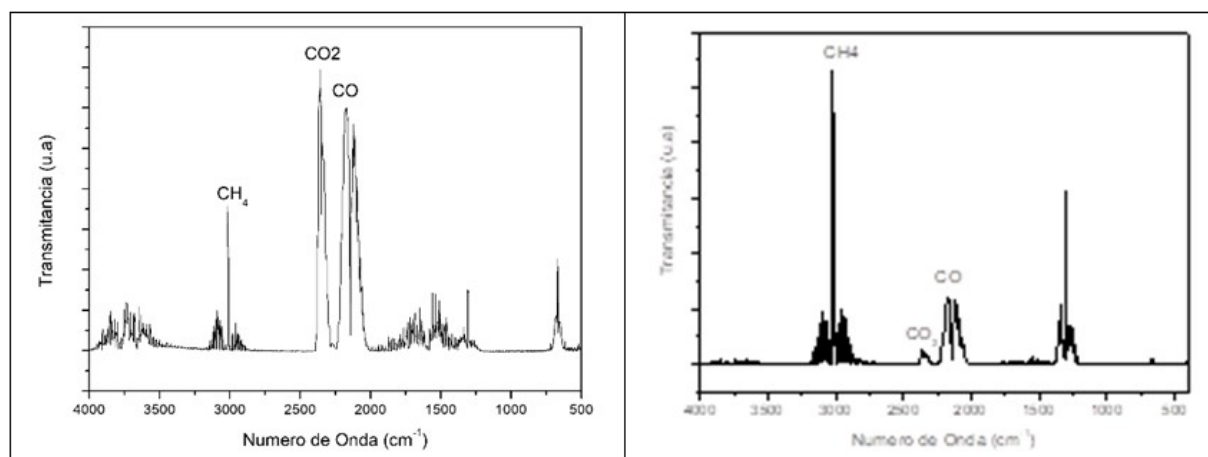 CO2
CO
CH₄
Transmitancia (u.a)
4000 3500 3000 2500 2000 1500 1000 500
Numero de Onda (cm⁻¹)
CH4
CO
CO₂
Transmitancia (u.a)
4000 3500 3000 2500 2000 1500 1000 500
Numero de Onda (cm⁻¹)